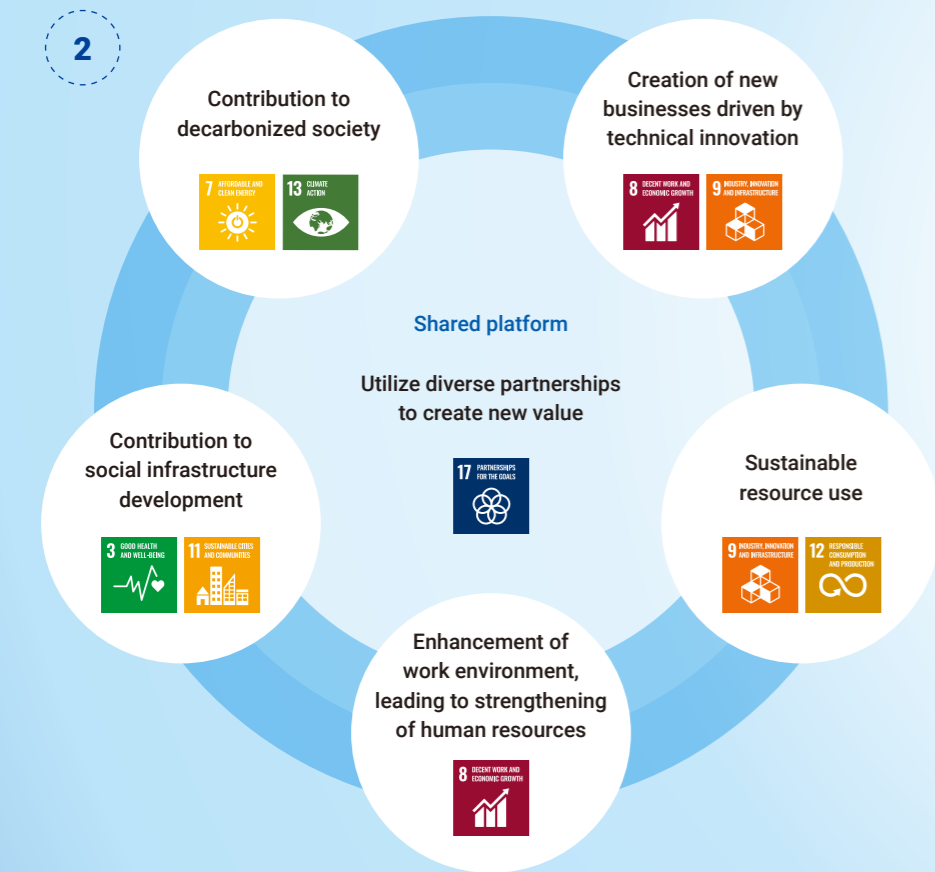 2
Contribution to
decarbonized society
7 AFFORDABLE AND
CLEAN ENERGY
13 CLIMATE
ACTION
Creation of new
businesses driven by
technical innovation
8 DECENT WORK AND
ECONOMIC GROWTH
9 INDUSTRY, INNOVATION
AND INFRASTRUCTURE
Shared platform
Utilize diverse partnerships
to create new value
17 PARTNERSHIPS
FOR THE GOALS
Contribution to
social infrastructure
development
3 GOOD HEALTH
AND WELL-BEING
11 SUSTAINABLE CITIES
AND COMMUNITIES
Sustainable
resource use
9 INDUSTRY, INNOVATION
AND INFRASTRUCTURE
12 RESPONSIBLE
CONSUMPTION
AND PRODUCTION
Enhancement of
work environment,
leading to strengthening
of human resources
8 DECENT WORK AND
ECONOMIC GROWTH